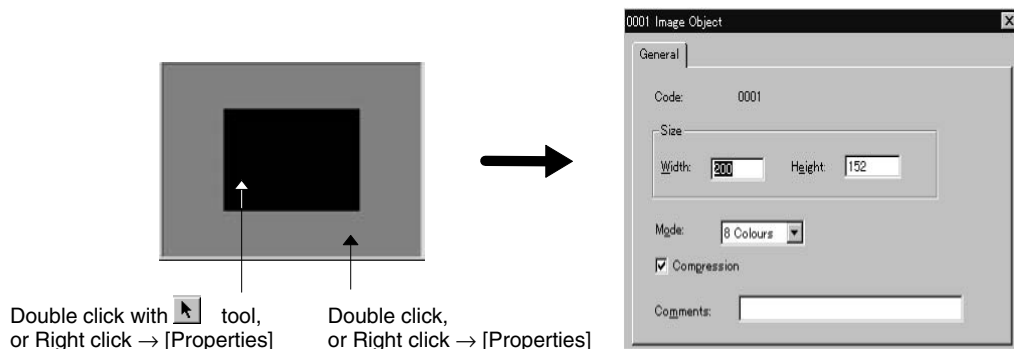 0001 Image Object
General
Code: 0001
Size
Width: 200 Height: 152
Mode: 8 Colours
Compression
Comments:
Double click with tool,
or Right click → [Properties]
Double click,
or Right click → [Properties]